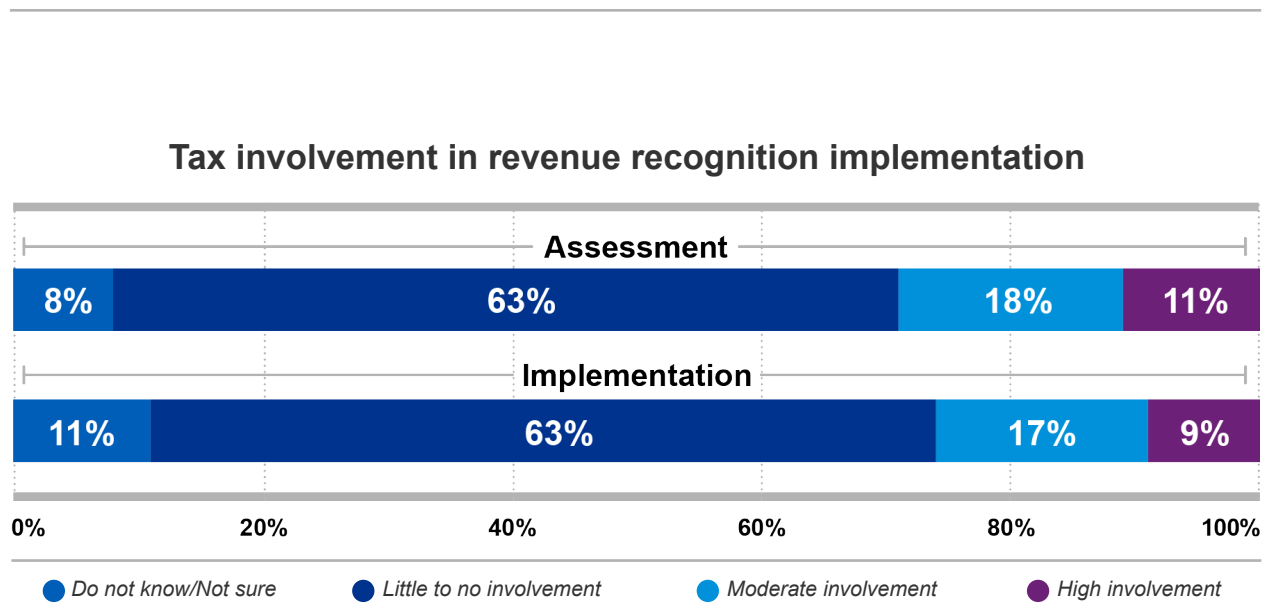 Tax involvement in revenue recognition implementation
Assessment
8% 63% 18% 11%
Implementation
11% 63% 17% 9%
0% 20% 40% 60% 80% 100%
Do not know/Not sure Little to no involvement Moderate involvement High involvement